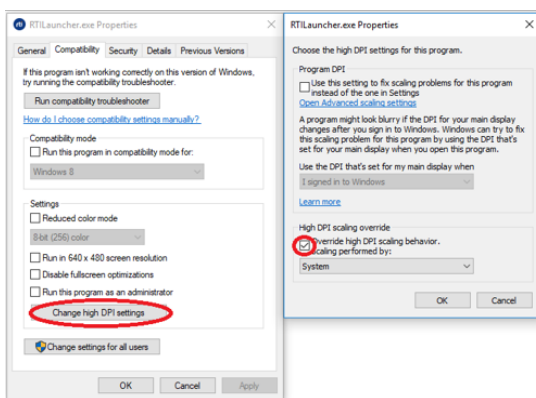 rti
RTILauncher.exe Properties
General
Compatibility
Security
Details
Previous Versions
If this program isn't working correctly on this version of Windows,
try running the compatibility troubleshooter.
Run compatibility troubleshooter
How do I choose compatibility settings manually?
Compatibility mode
Run this program in compatibility mode for:
Windows 8
Settings
Reduced color mode
8-bit (256) color
Run in 640 x 480 screen resolution
Disable fullscreen optimizations
Run this program as an administrator
Change high DPI settings
Change settings for all users
OK
Cancel
Apply
RTILauncher.exe Properties
Choose the high DPI settings for this program.
Program DPI
Use this setting to fix scaling problems for this program
instead of the one in Settings
Open Advanced scaling settings
A program might look blurry if the DPI for your main display
changes after you sign in to Windows. Windows can try to fix
this scaling problem for this program by using the DPI that's
set for your main display when you open this program.
Use the DPI that's set for my main display when
I signed in to Windows
Learn more
High DPI scaling override
Override high DPI scaling behavior.
Scaling performed by:
System
OK
Cancel